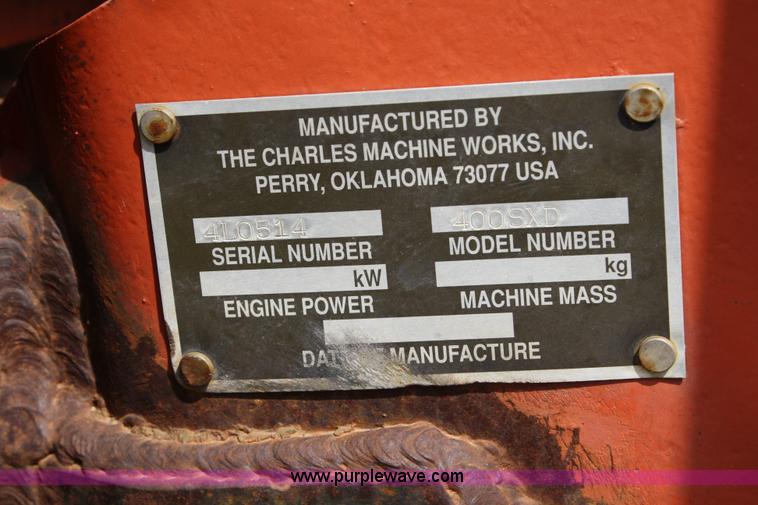 MANUFACTURED BY
THE CHARLES MACHINE WORKS, INC.
PERRY, OKLAHOMA 73077 USA
4L0514 400SXD
SERIAL NUMBER MODEL NUMBER
kW kg
ENGINE POWER MACHINE MASS
MANUFACTURE
www.purplewave.com